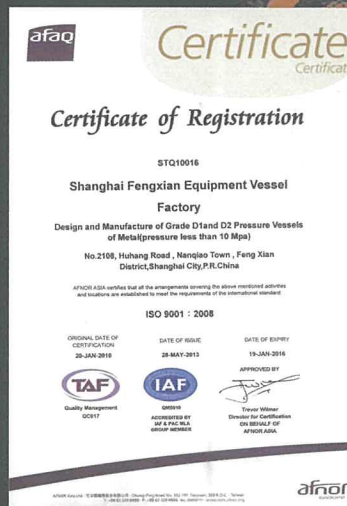 afaq
Certificate
Certificat
Certificate of Registration
STQ10016
Shanghai Fengxian Equipment Vessel
Factory
Design and Manufacture of Grade D1and D2 Pressure Vessels
of Metal(pressure less than 10 Mpa)
No.2108, Huhang Road , Nanqiao Town , Feng Xian
District,Shanghai City,P.R.China
AFNOR ASIA certifies that all the arrangements covering the above mentioned activities
and locations are established to meet the requirements of the international standard
ISO 9001 : 2008
ORIGINAL DATE OF CERTIFICATION
20-JAN-2010
DATE OF ISSUE
28-MAY-2013
DATE OF EXPIRY
19-JAN-2016
TAF
Quality Management
QC017
IAF
QMS010
ACCREDITED BY
IAF & PAC MLA
GROUP MEMBER
APPROVED BY
Trevor Wilmer
Director for Certification
ON BEHALF OF
AFNOR ASIA
AFNOR Asia Ltd
afnor